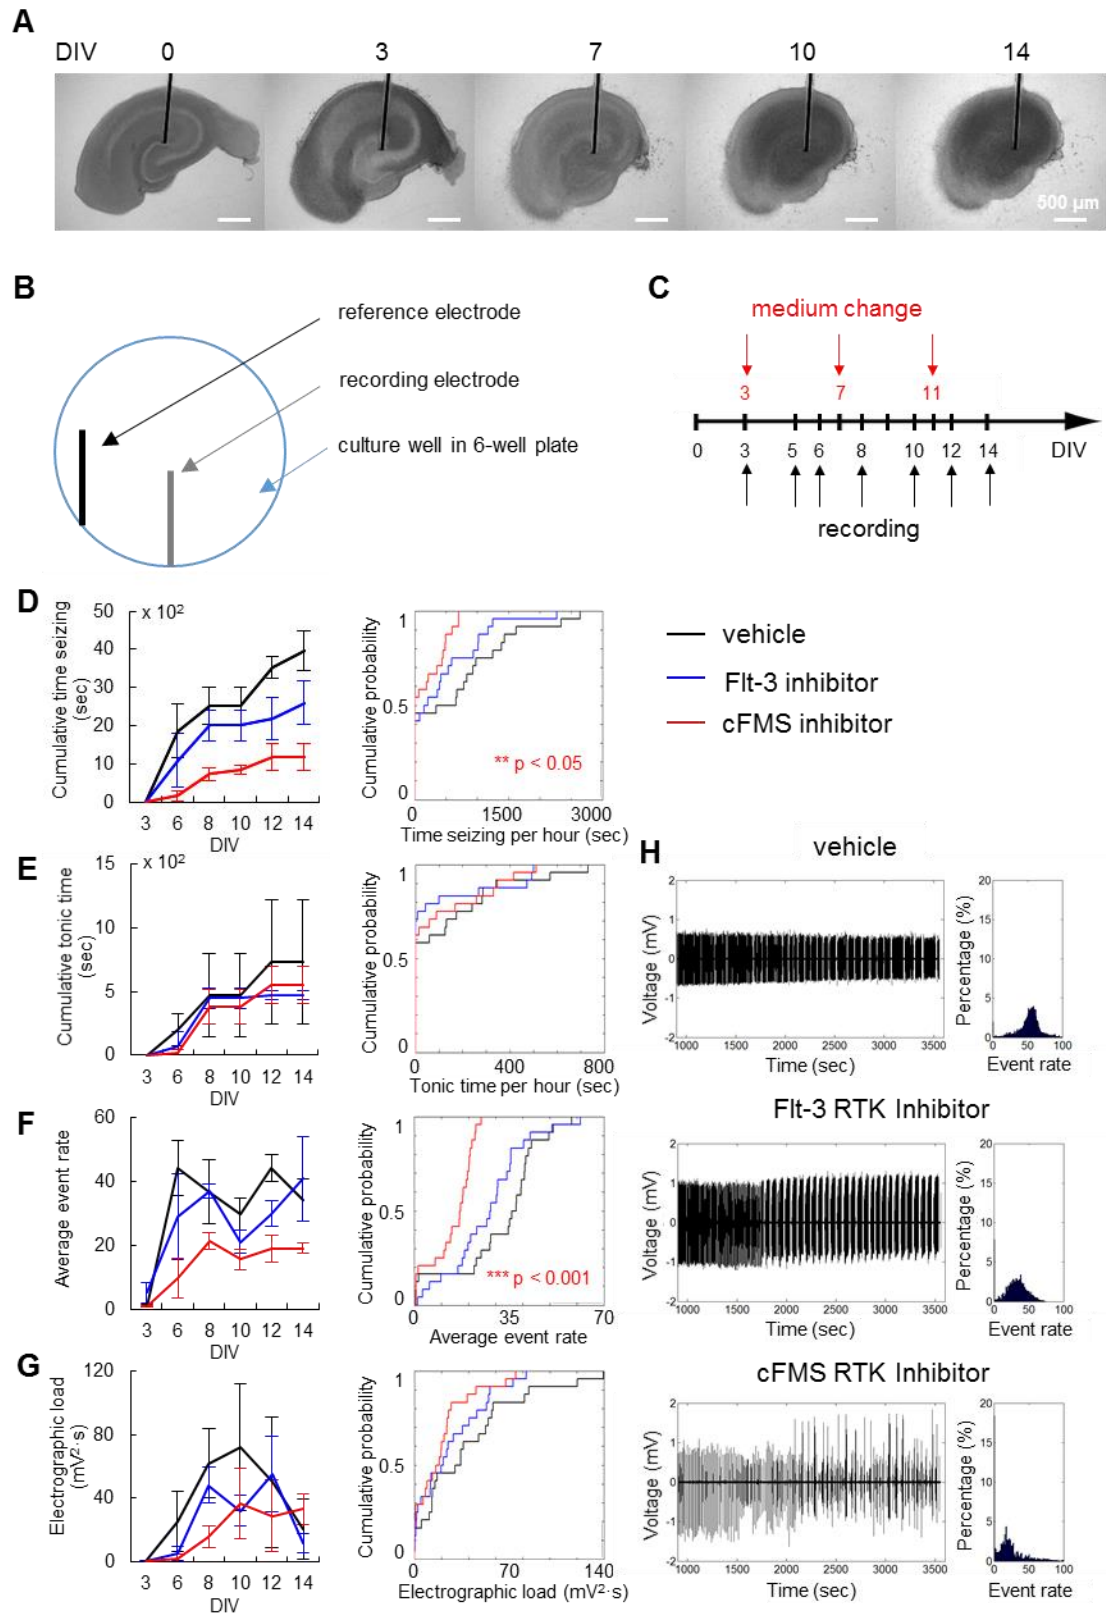 A
DIV 0 3 7 10 14
500 µm
B
reference electrode
recording electrode
culture well in 6-well plate
C
medium change
3 7 11
0 3 5 6 8 10 12 14 DIV
recording
D
x 10²
50
40
30
20
10
0
Cumulative time seizing
(sec)
3 6 8 10 12 14
DIV
Cumulative probability
1
0.5
0
** p < 0.05
0 1500 3000
Time seizing per hour (sec)
vehicle
Flt-3 inhibitor
cFMS inhibitor
E
x 10²
15
10
5
0
Cumulative tonic time
(sec)
3 6 8 10 12 14
DIV
Cumulative probability
1
0.5
0
0 400 800
Tonic time per hour (sec)
F
60
40
20
0
Average event rate
3 6 8 10 12 14
DIV
Cumulative probability
1
0.5
0
*** p < 0.001
0 35 70
Average event rate
G
120
80
40
0
Electrographic load
(mV²·s)
3 6 8 10 12 14
DIV
Cumulative probability
1
0.5
0
0 70 140
Electrographic load (mV²·s)
H
vehicle
Voltage (mV)
2
1
0
-1
-2
1000 1500 2000 2500 3000 3500
Time (sec)
Percentage (%)
20
15
10
5
0
0 50 100
Event rate
Flt-3 RTK Inhibitor
Voltage (mV)
2
1
0
-1
-2
1000 1500 2000 2500 3000 3500
Time (sec)
Percentage (%)
20
15
10
5
0
0 50 100
Event rate
cFMS RTK Inhibitor
Voltage (mV)
2
1
0
-1
-2
1000 1500 2000 2500 3000 3500
Time (sec)
Percentage (%)
20
15
10
5
0
0 50 100
Event rate